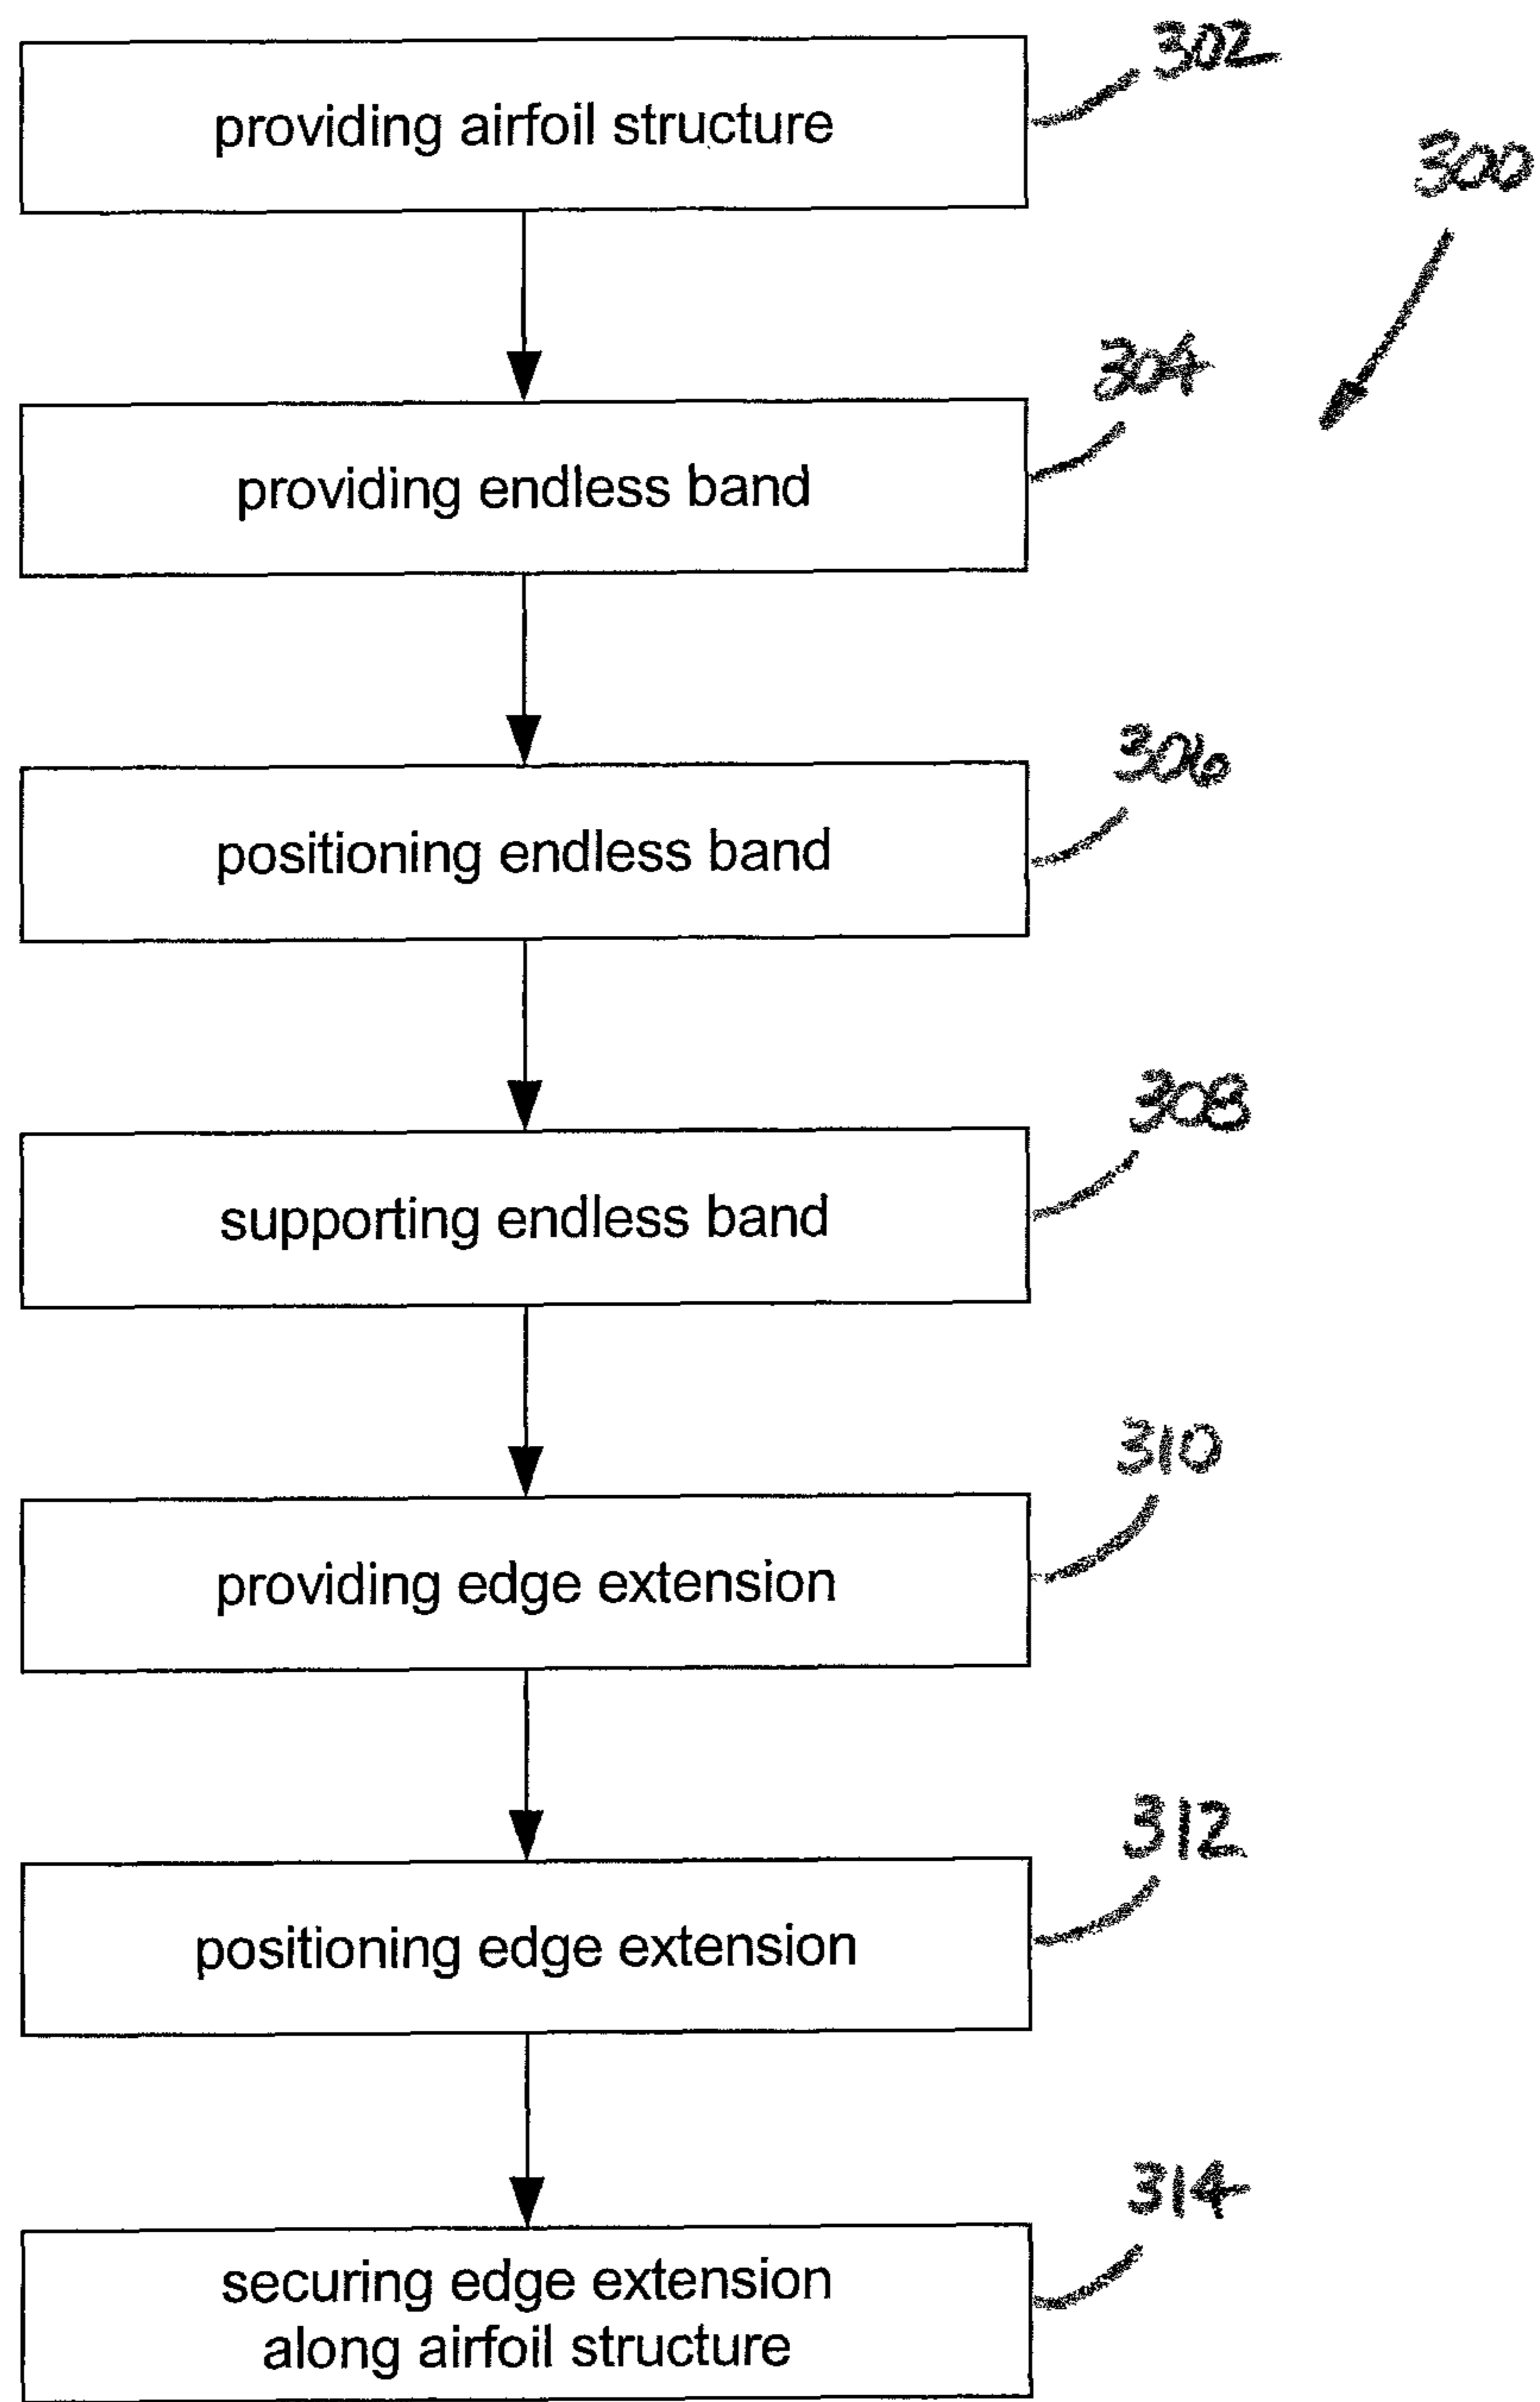 302
providing airfoil structure
300
304
providing endless band
306
positioning endless band
308
supporting endless band
310
providing edge extension
312
positioning edge extension
314
securing edge extension
along airfoil structure